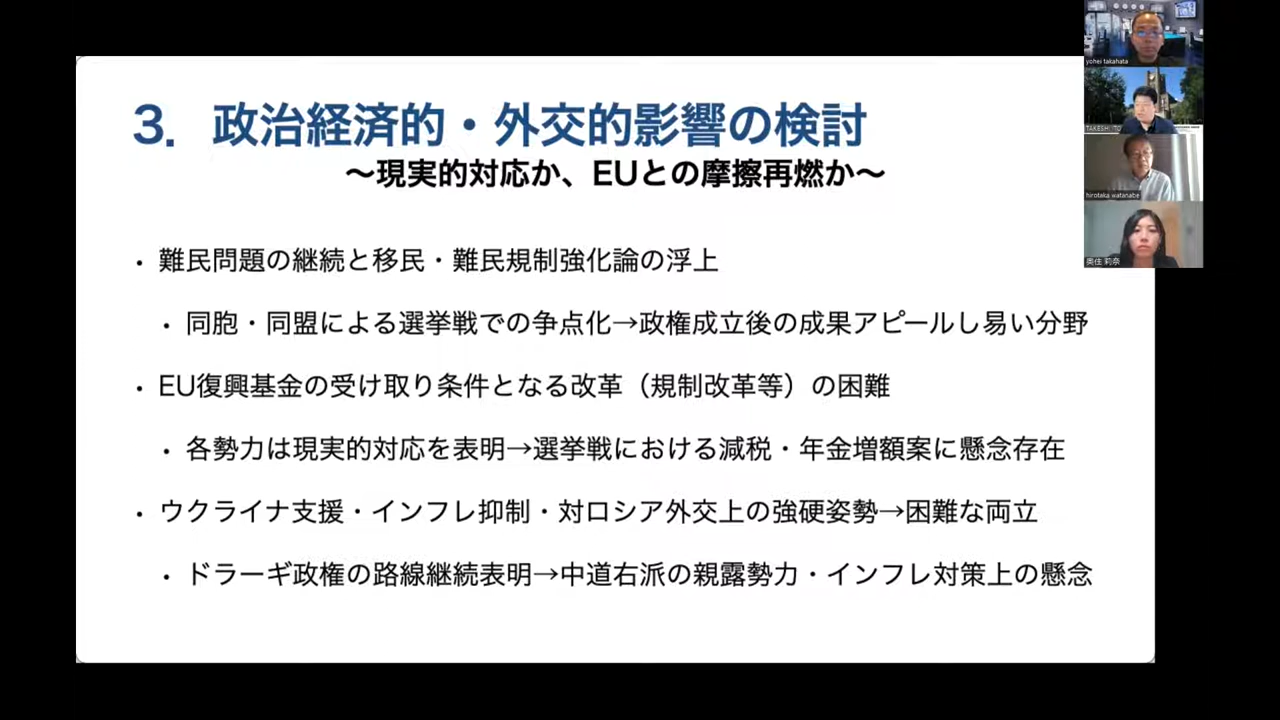 3．政治経済的・外交的影響の検討
～現実的対応か、EUとの摩擦再燃か～
・難民問題の継続と移民・難民規制強化論の浮上
・同胞・同盟による選挙戦での争点化→政権成立後の成果アピールし易い分野
・EU復興基金の受け取り条件となる改革（規制改革等）の困難
・各勢力は現実的対応を表明→選挙戦における減税・年金増額案に懸念存在
・ウクライナ支援・インフレ抑制・対ロシア外交上の強硬姿勢→困難な両立
・ドラーギ政権の路線継続表明→中道右派の親露勢力・インフレ対策上の懸念
yohei takahata
TAKESHI ITO
hirotaka watanabe
奥住 莉奈